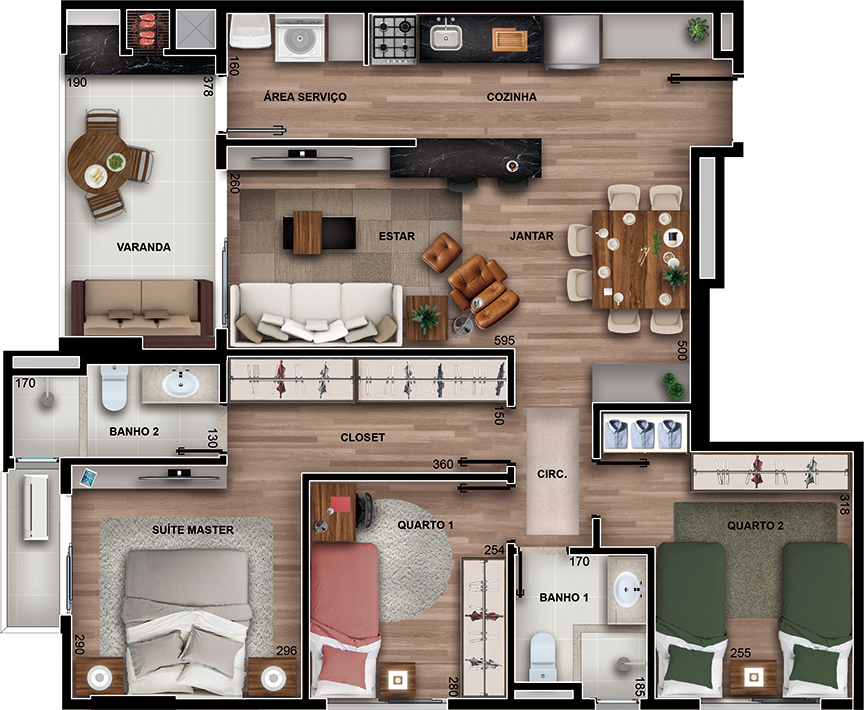 160
190
378
ÁREA SERVIÇO
COZINHA
260
ESTAR
JANTAR
VARANDA
595
500
170
150
BANHO 2
130
CLOSET
360
CIRC.
318
SUÍTE MASTER
QUARTO 1
QUARTO 2
254
170
BANHO 1
290
296
280
185
255